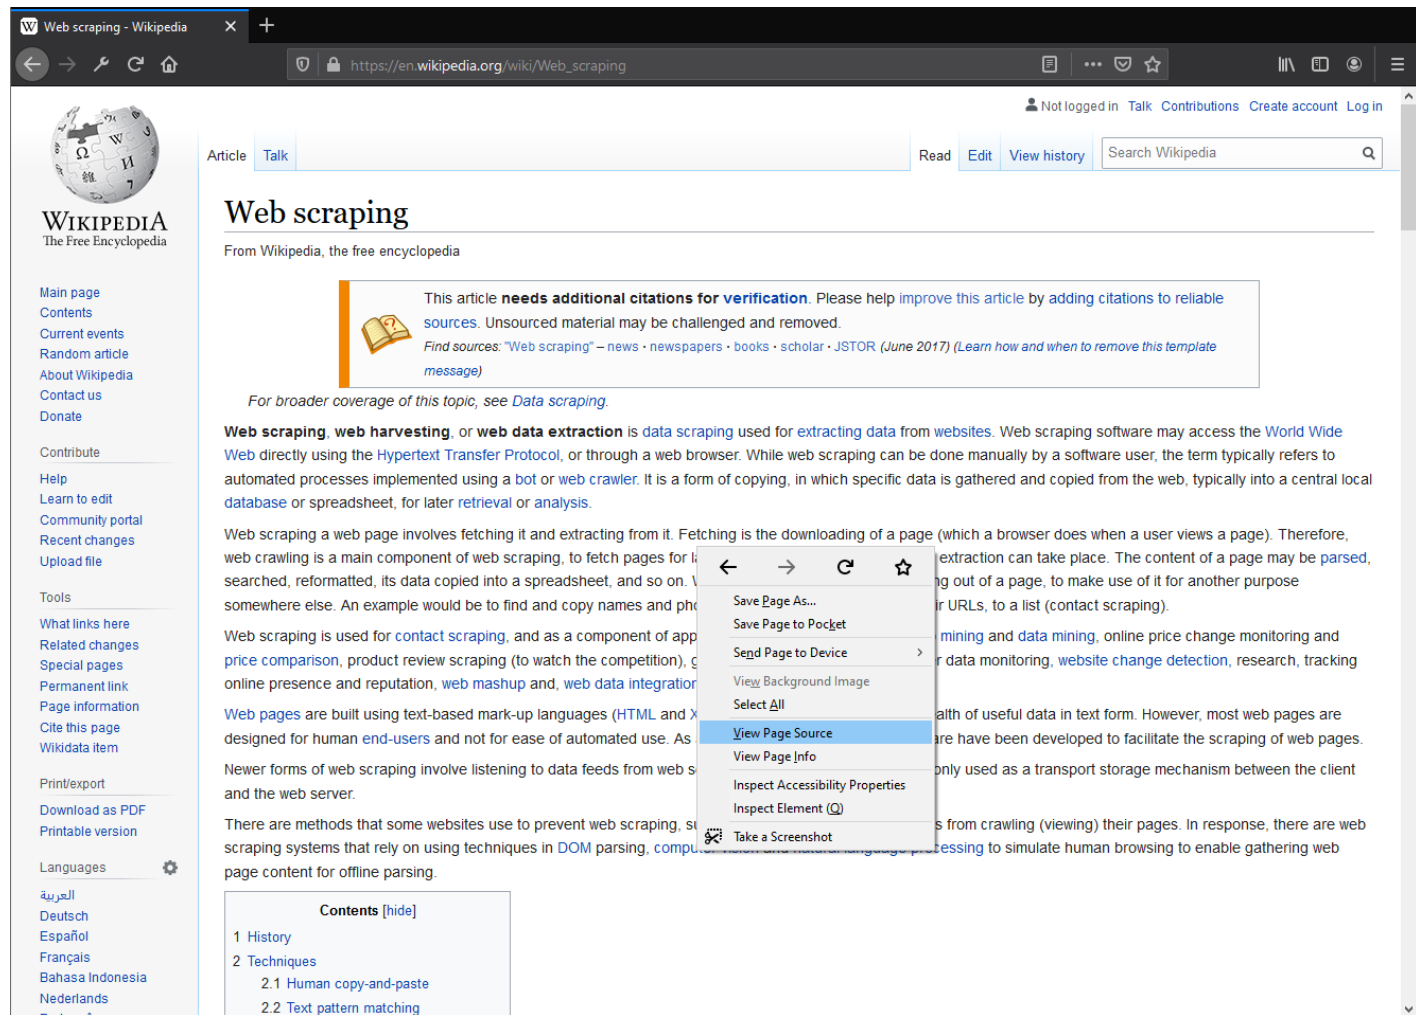 Web scraping - Wikipedia
https://en.wikipedia.org/wiki/Web_scraping
Not logged in Talk Contributions Create account Log in
Article Talk
Read Edit View history Search Wikipedia
WIKIPEDIA
The Free Encyclopedia
Main page
Contents
Current events
Random article
About Wikipedia
Contact us
Donate
Contribute
Help
Learn to edit
Community portal
Recent changes
Upload file
Tools
What links here
Related changes
Special pages
Permanent link
Page information
Cite this page
Wikidata item
Print/export
Download as PDF
Printable version
Languages
العربية
Deutsch
Español
Français
Bahasa Indonesia
Nederlands
Web scraping
From Wikipedia, the free encyclopedia
This article needs additional citations for verification. Please help improve this article by adding citations to reliable
sources. Unsourced material may be challenged and removed.
Find sources: "Web scraping" – news · newspapers · books · scholar · JSTOR (June 2017) (Learn how and when to remove this template
message)
For broader coverage of this topic, see Data scraping.
Web scraping, web harvesting, or web data extraction is data scraping used for extracting data from websites. Web scraping software may access the World Wide
Web directly using the Hypertext Transfer Protocol, or through a web browser. While web scraping can be done manually by a software user, the term typically refers to
automated processes implemented using a bot or web crawler. It is a form of copying, in which specific data is gathered and copied from the web, typically into a central local
database or spreadsheet, for later retrieval or analysis.
Web scraping a web page involves fetching it and extracting from it. Fetching is the downloading of a page (which a browser does when a user views a page). Therefore,
web crawling is a main component of web scraping, to fetch pages for extraction can take place. The content of a page may be parsed,
searched, reformatted, its data copied into a spreadsheet, and so on. out of a page, to make use of it for another purpose
somewhere else. An example would be to find and copy names and URLs, to a list (contact scraping).
Web scraping is used for contact scraping, and as a component of mining and data mining, online price change monitoring and
price comparison, product review scraping (to watch the competition), data monitoring, website change detection, research, tracking
online presence and reputation, web mashup and, web data integration
Web pages are built using text-based mark-up languages (HTML and of useful data in text form. However, most web pages are
designed for human end-users and not for ease of automated use. As have been developed to facilitate the scraping of web pages.
Newer forms of web scraping involve listening to data feeds from web only used as a transport storage mechanism between the client
and the web server.
There are methods that some websites use to prevent web scraping, from crawling (viewing) their pages. In response, there are web
scraping systems that rely on using techniques in DOM parsing, to simulate human browsing to enable gathering web
page content for offline parsing.
Save Page As...
Save Page to Pocket
Send Page to Device
View Background Image
Select All
View Page Source
View Page Info
Inspect Accessibility Properties
Inspect Element (Q)
Take a Screenshot
Contents [hide]
1 History
2 Techniques
2.1 Human copy-and-paste
2.2 Text pattern matching